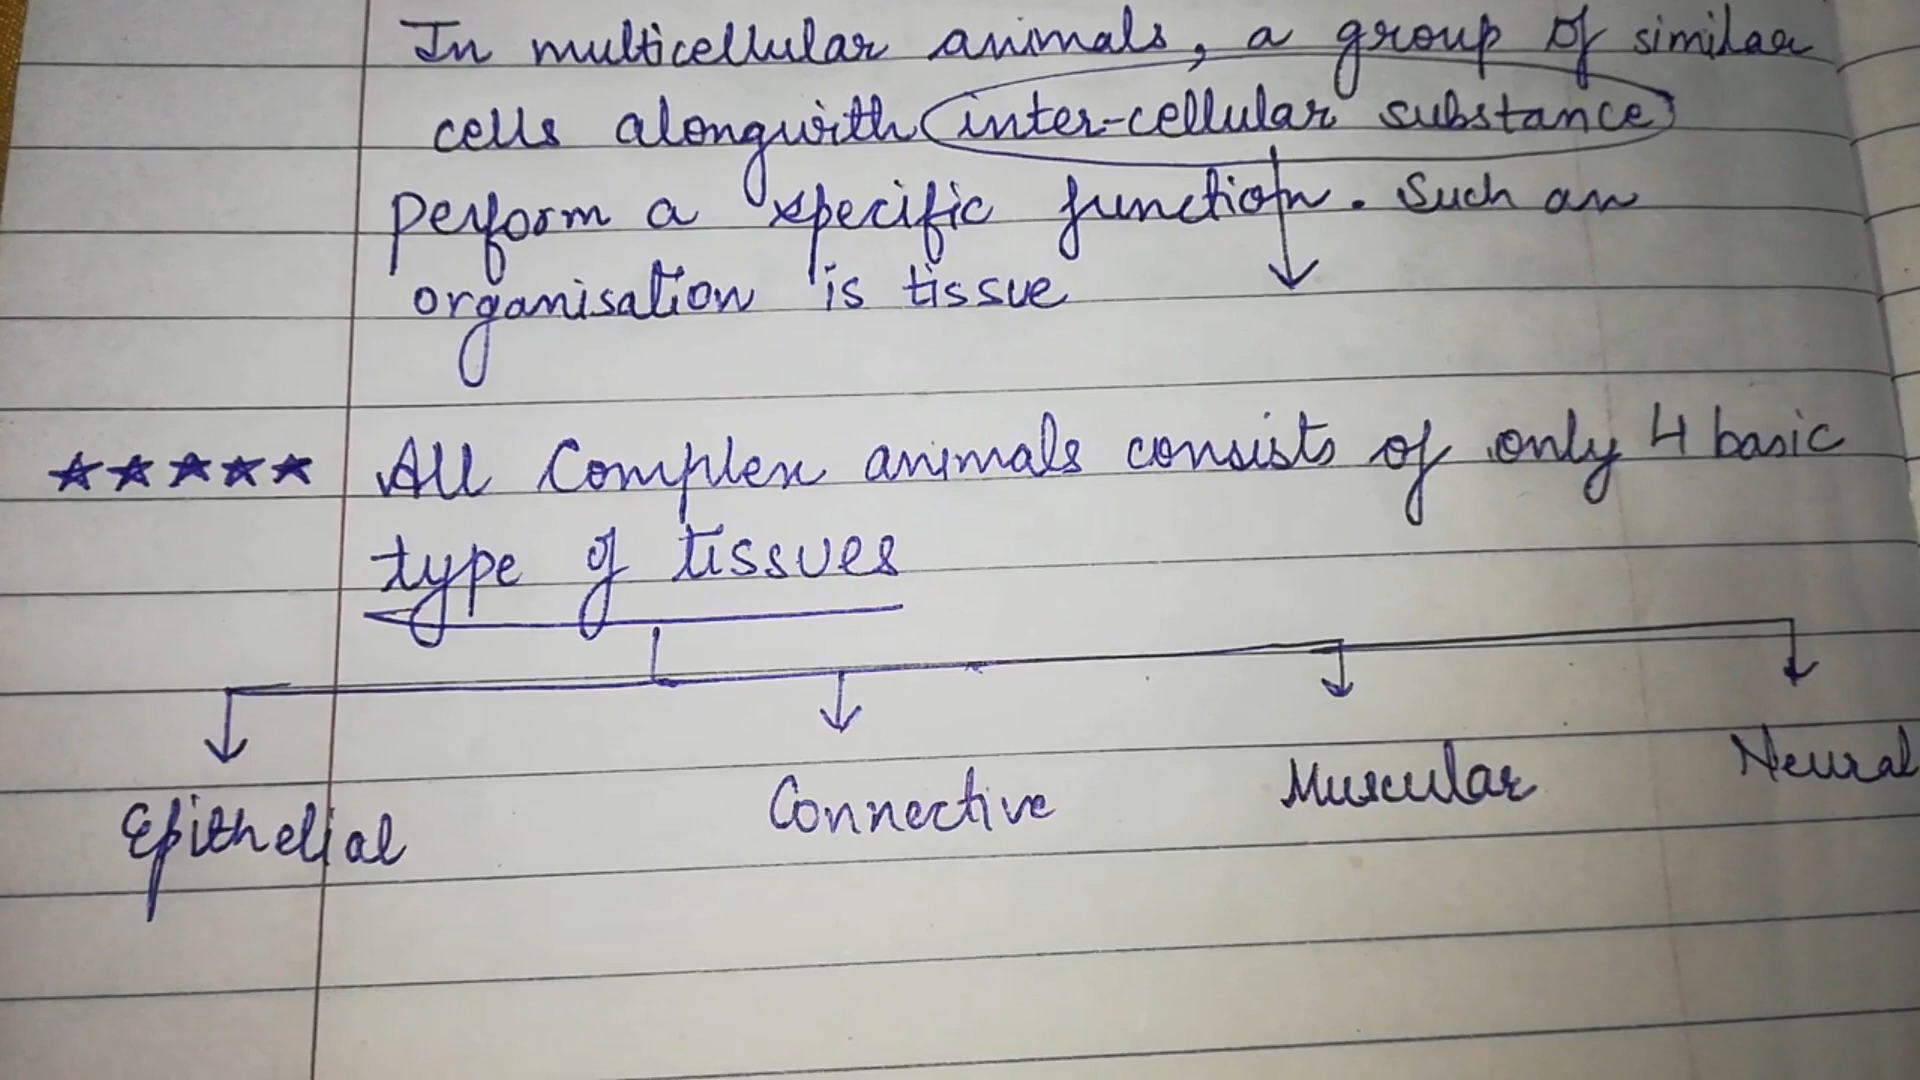 In multicellular animals, a group of similar
cells alongwith inter-cellular substance
perform a specific function. Such an
organisation is tissue
★★★★★ All Complex animals consists of only 4 basic
type of tissues
Epithelial Connective Muscular Neural